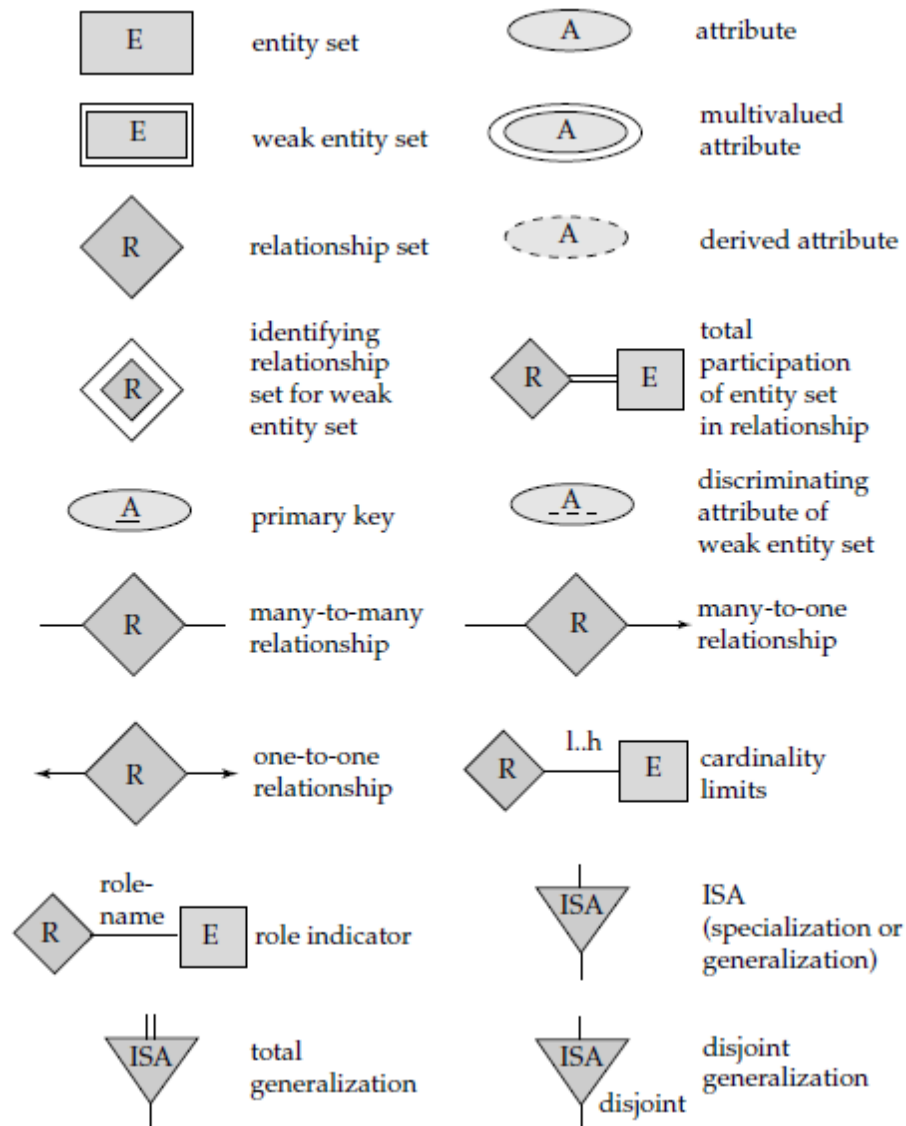 E
entity set
A
attribute
E
weak entity set
A
multivalued
attribute
R
relationship set
A
derived attribute
R
identifying
relationship
set for weak
entity set
R
E
total
participation
of entity set
in relationship
A
primary key
A
discriminating
attribute of
weak entity set
R
many-to-many
relationship
R
many-to-one
relationship
R
one-to-one
relationship
R
l..h
E
cardinality
limits
R
role-
name
E
role indicator
ISA
ISA
(specialization or
generalization)
ISA
total
generalization
ISA
disjoint
disjoint
generalization